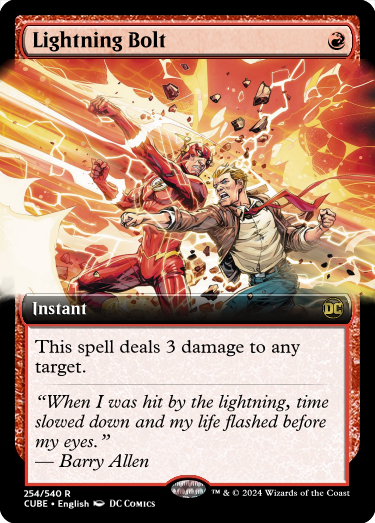 Lightning Bolt
Instant
DC
This spell deals 3 damage to any
target.
“When I was hit by the lightning, time
slowed down and my life flashed before
my eyes.”
— Barry Allen
254/540 R
CUBE • English DC COMICS
™ & © 2024 Wizards of the Coast